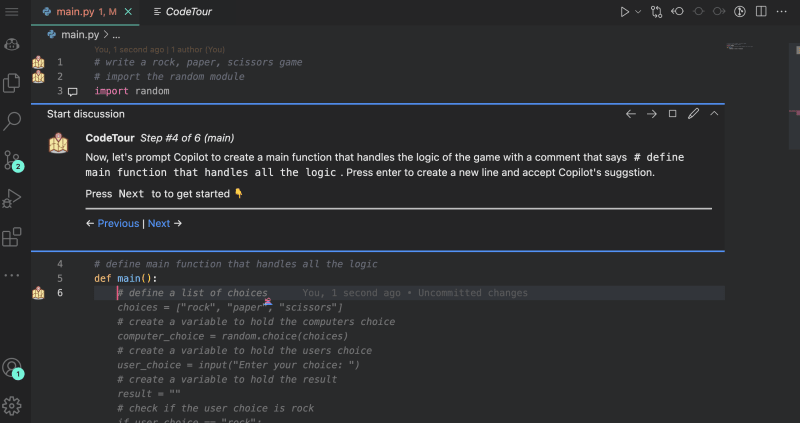 main.py 1, M
CodeTour
main.py > ...
You, 1 second ago | 1 author (You)
1 # write a rock, paper, scissors game
2 # import the random module
3 import random
Start discussion
CodeTour Step #4 of 6 (main)
Now, let's prompt Copilot to create a main function that handles the logic of the game with a comment that says # define
main function that handles all the logic . Press enter to create a new line and accept Copilot's suggstion.
Press Next to to get started 👇
← Previous | Next →
4 # define main function that handles all the logic
5 def main():
6 # define a list of choices You, 1 second ago • Uncommitted changes
choices = ["rock", "paper", "scissors"]
# create a variable to hold the computers choice
computer_choice = random.choice(choices)
# create a variable to hold the users choice
user_choice = input("Enter your choice: ")
# create a variable to hold the result
result = ""
# check if the user choice is rock
if user_choice == "rock":
2
1